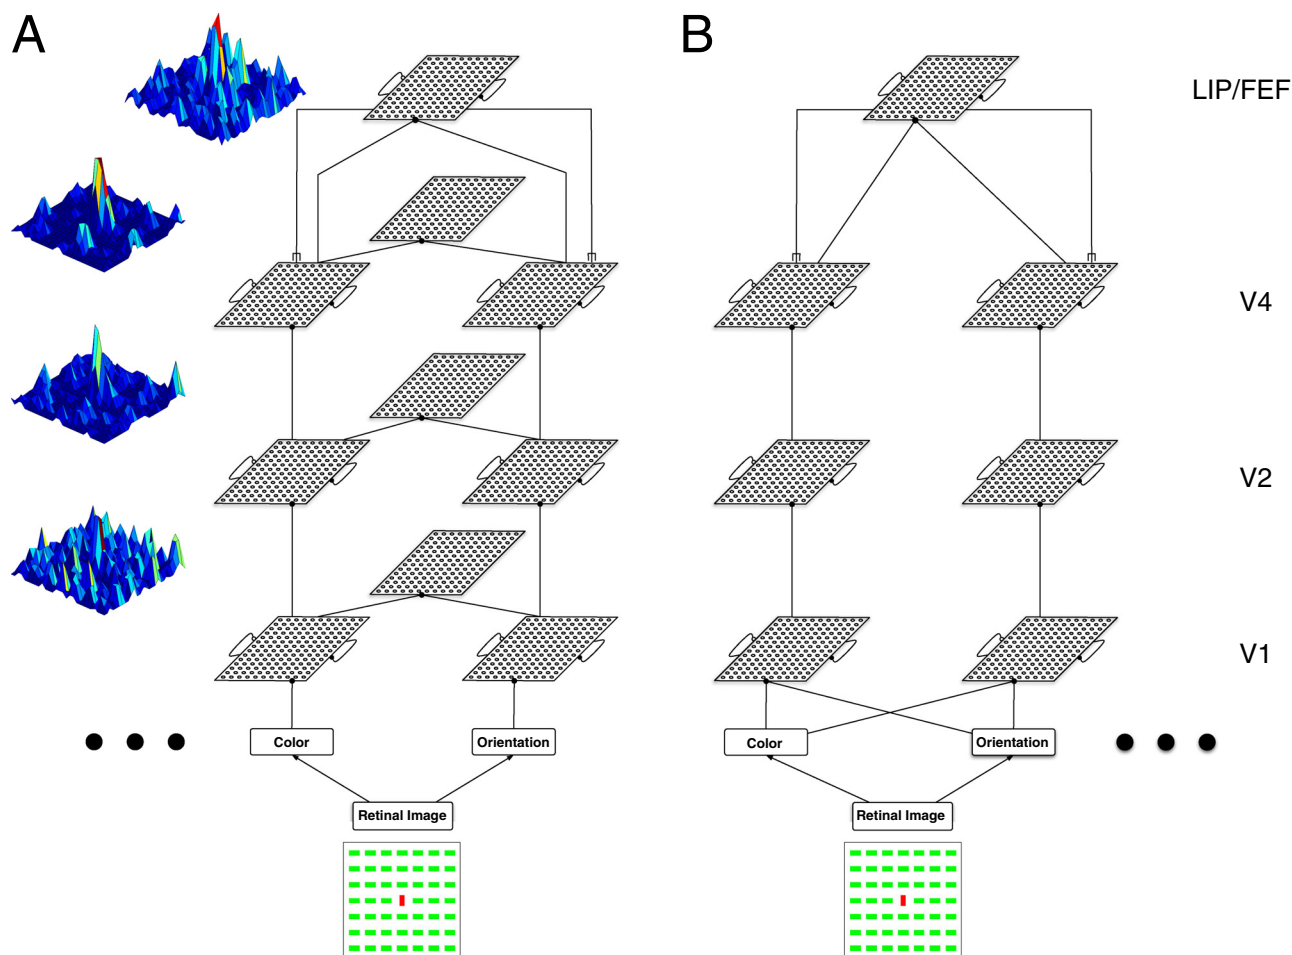 A
B
LIP/FEF
V4
V2
V1
Color
Orientation
Color
Orientation
Retinal Image
Retinal Image